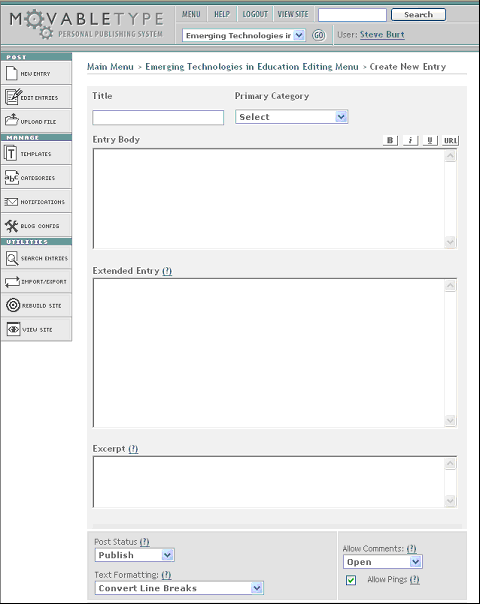 MOVABLETYPE
PERSONAL PUBLISHING SYSTEM
MENU HELP LOGOUT VIEW SITE Search
Emerging Technologies ir GO User: Steve Burt
POST
NEW ENTRY
EDIT ENTRIES
UPLOAD FILE
MANAGE
TEMPLATES
CATEGORIES
NOTIFICATIONS
BLOG CONFIG
UTILITIES
SEARCH ENTRIES
IMPORT/EXPORT
REBUILD SITE
VIEW SITE
Main Menu > Emerging Technologies in Education Editing Menu > Create New Entry
Title Primary Category
Select
Entry Body B i U URL
Extended Entry (?)
Excerpt (?)
Post Status (?)
Publish
Text Formatting: (?)
Convert Line Breaks
Allow Comments: (?)
Open
Allow Pings (?)